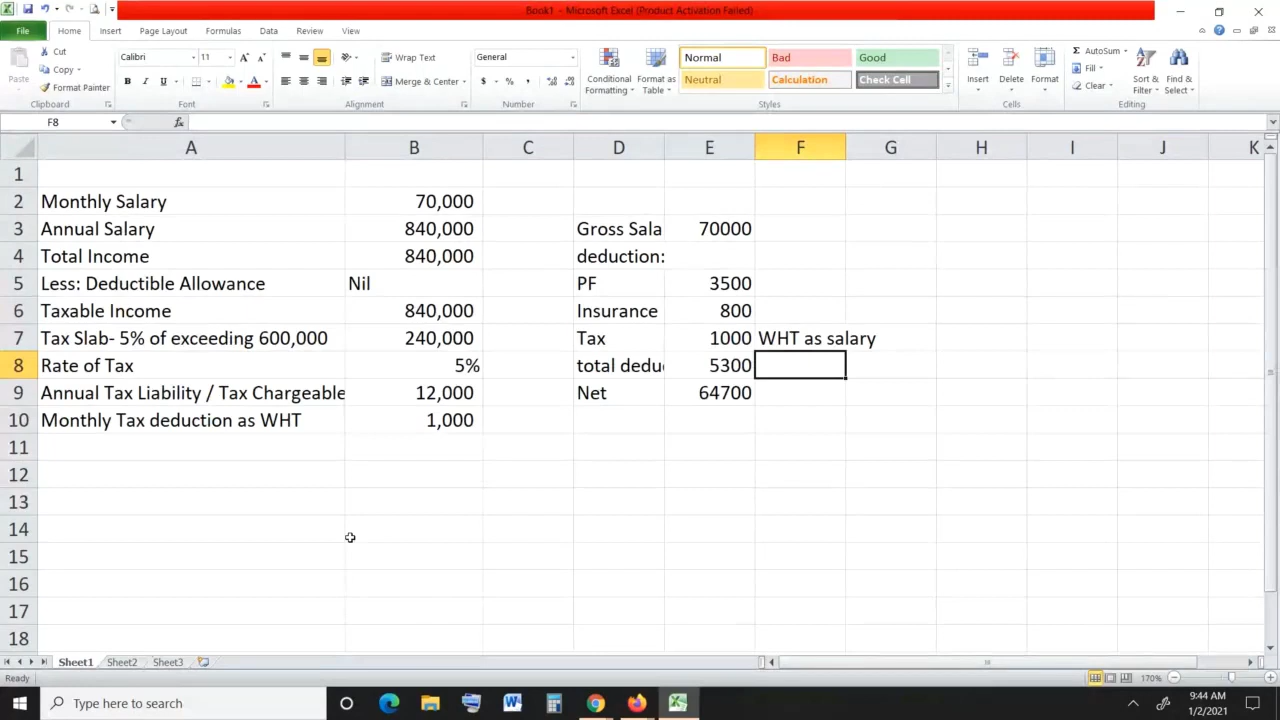 Book1 - Microsoft Excel (Product Activation Failed)
File Home Insert Page Layout Formulas Data Review View
Paste Cut Copy Format Painter Clipboard
Calibri 11 B I U A Font
Wrap Text Merge & Center Alignment
General $ % , Number
Conditional Formatting Format as Table
Normal Bad Good
Neutral Calculation Check Cell
Styles
Insert Delete Format Cells
Σ AutoSum Fill Clear Sort & Filter Find & Select Editing
F8 fx
A B C D E F G H I J K
1
2 Monthly Salary 70,000
3 Annual Salary 840,000 Gross Sala 70000
4 Total Income 840,000 deduction:
5 Less: Deductible Allowance Nil PF 3500
6 Taxable Income 840,000 Insurance 800
7 Tax Slab- 5% of exceeding 600,000 240,000 Tax 1000 WHT as salary
8 Rate of Tax 5% total dedu 5300
9 Annual Tax Liability / Tax Chargeable 12,000 Net 64700
10 Monthly Tax deduction as WHT 1,000
11
12
13
14
15
16
17
18
Sheet1 Sheet2 Sheet3
Ready 170%
Type here to search
9:44 AM
1/2/2021